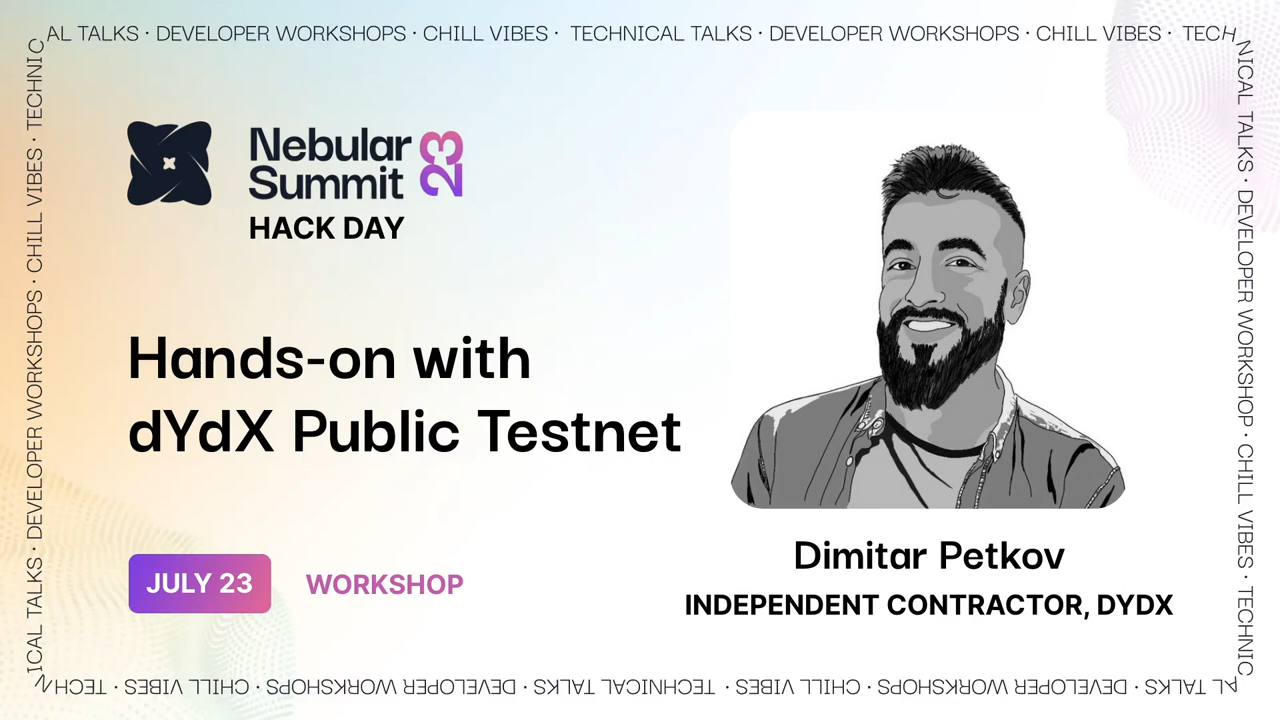 AL TALKS · DEVELOPER WORKSHOPS · CHILL VIBES · TECHNICAL TALKS · DEVELOPER WORKSHOPS · CHILL VIBES · TECH
NICAL TALKS · DEVELOPER WORKSHOP · CHILL VIBES · TECHNIC
AL TALKS · DEVELOPER WORKSHOPS · CHILL VIBES · TECHNICAL TALKS · DEVELOPER WORKSHOPS · CHILL VIBES · TECHN
ICAL TALKS · DEVELOPER WORKSHOPS · CHILL VIBES · TECHNIC
Nebular
Summit
23
HACK DAY
Hands-on with
dYdX Public Testnet
JULY 23
WORKSHOP
Dimitar Petkov
INDEPENDENT CONTRACTOR, DYDX